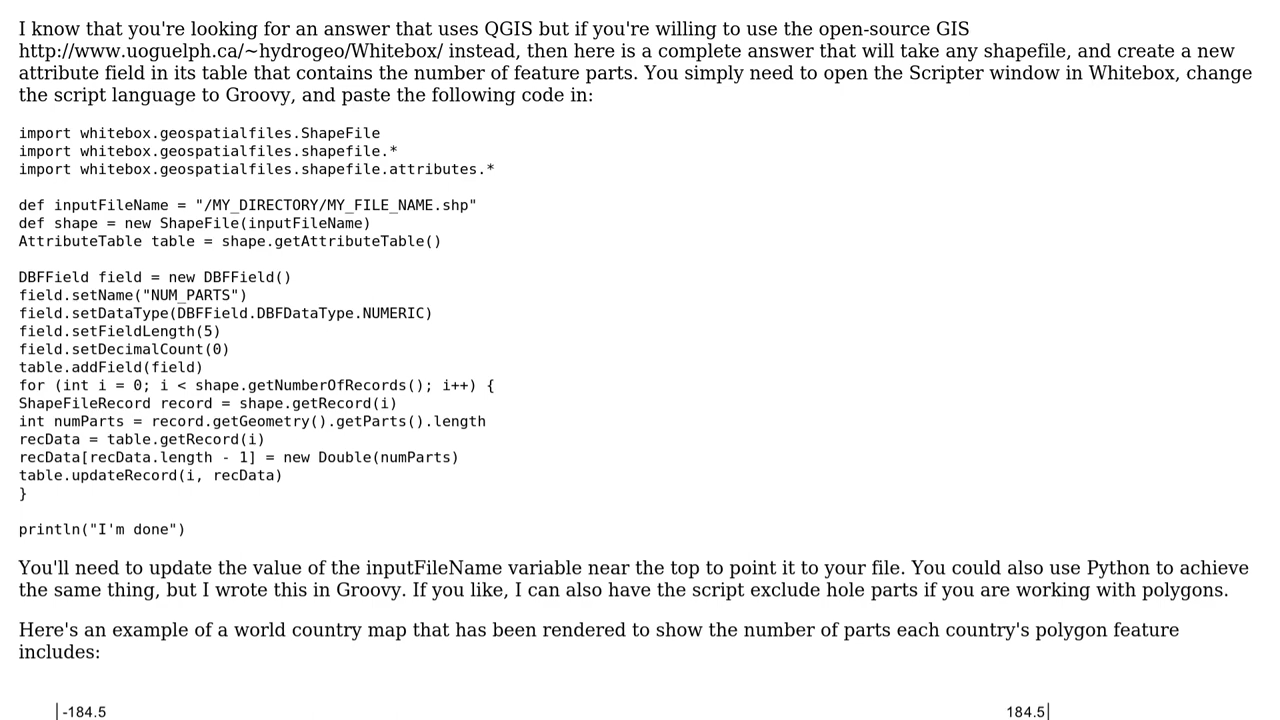 I know that you're looking for an answer that uses QGIS but if you're willing to use the open-source GIS
http://www.uoguelph.ca/~hydrogeo/Whitebox/ instead, then here is a complete answer that will take any shapefile, and create a new
attribute field in its table that contains the number of feature parts. You simply need to open the Scripter window in Whitebox, change
the script language to Groovy, and paste the following code in:
import whitebox.geospatialfiles.ShapeFile
import whitebox.geospatialfiles.shapefile.*
import whitebox.geospatialfiles.shapefile.attributes.*
def inputFileName = "/MY_DIRECTORY/MY_FILE_NAME.shp"
def shape = new ShapeFile(inputFileName)
AttributeTable table = shape.getAttributeTable()
DBFField field = new DBFField()
field.setName("NUM_PARTS")
field.setDataType(DBFField.DBFDataType.NUMERIC)
field.setFieldLength(5)
field.setDecimalCount(0)
table.addField(field)
for (int i = 0; i < shape.getNumberOfRecords(); i++) {
ShapeFileRecord record = shape.getRecord(i)
int numParts = record.getGeometry().getParts().length
recData = table.getRecord(i)
recData[recData.length - 1] = new Double(numParts)
table.updateRecord(i, recData)
}
println("I'm done")
You'll need to update the value of the inputFileName variable near the top to point it to your file. You could also use Python to achieve
the same thing, but I wrote this in Groovy. If you like, I can also have the script exclude hole parts if you are working with polygons.
Here's an example of a world country map that has been rendered to show the number of parts each country's polygon feature
includes:
-184.5 184.5